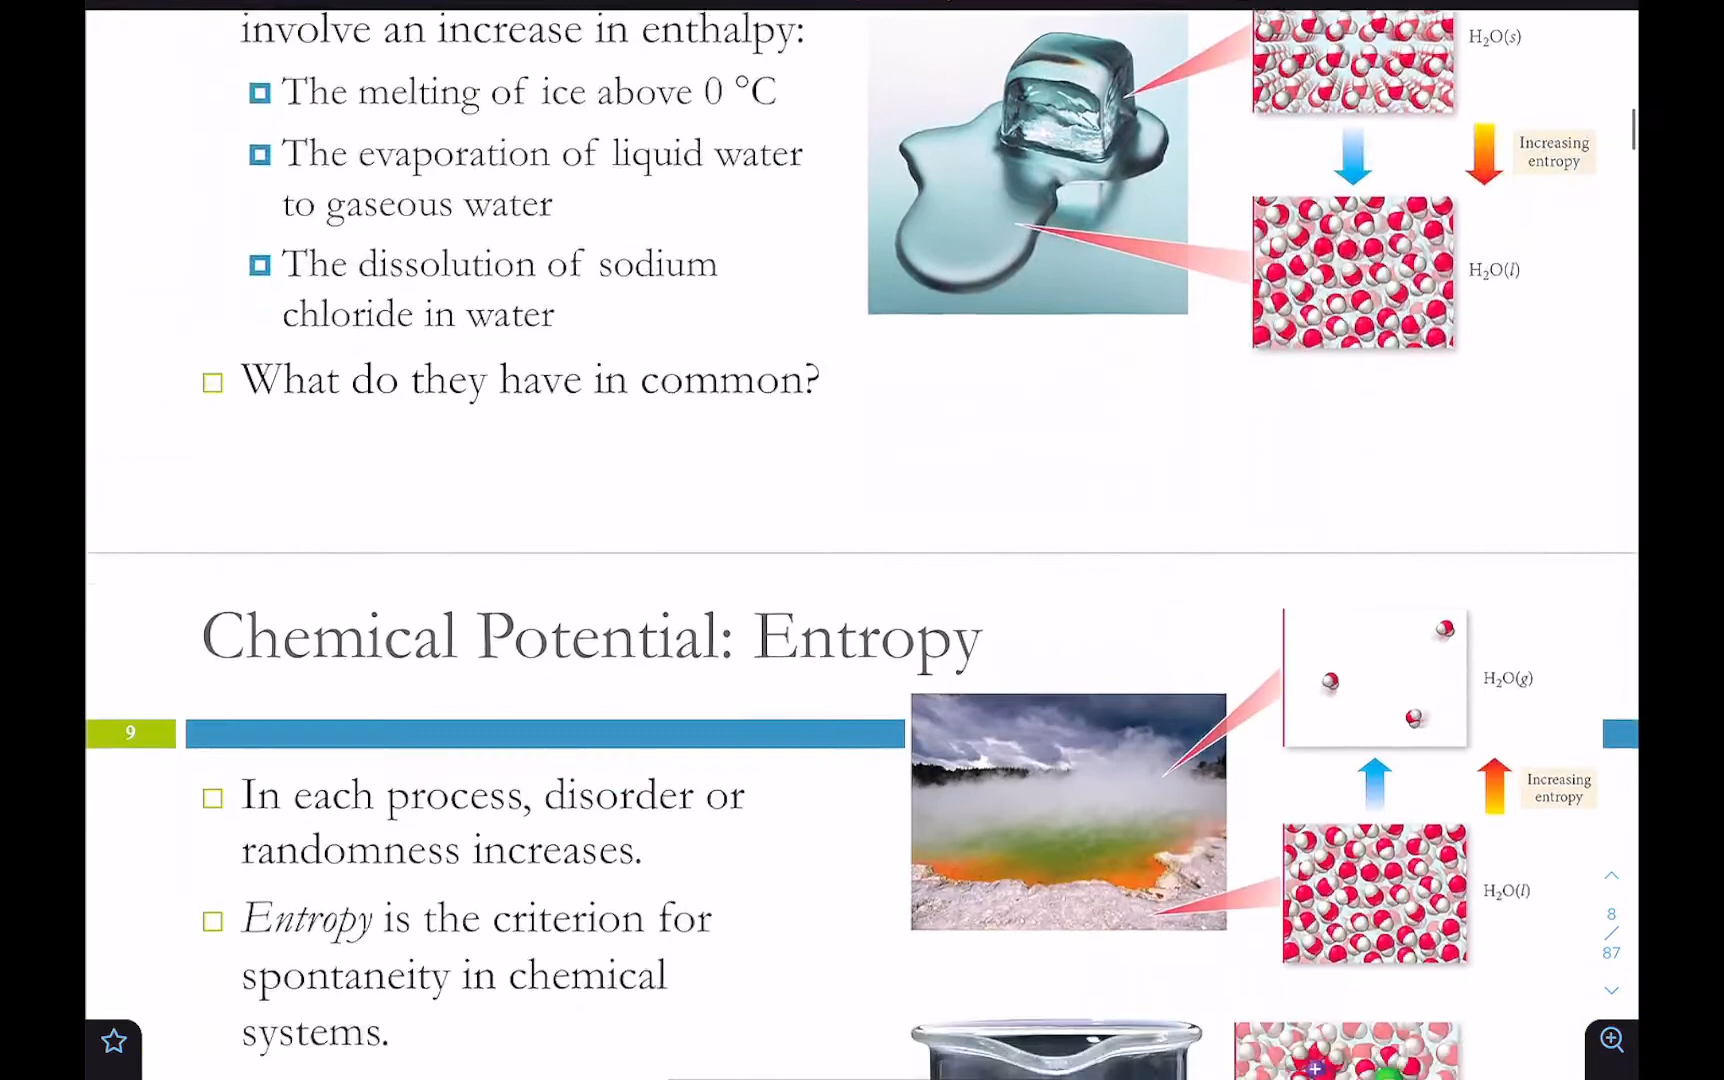 involve an increase in enthalpy:
The melting of ice above 0 °C
The evaporation of liquid water
to gaseous water
The dissolution of sodium
chloride in water
What do they have in common?
H₂O(s)
Increasing
entropy
H₂O(l)
Chemical Potential: Entropy
9
In each process, disorder or
randomness increases.
Entropy is the criterion for
spontaneity in chemical
systems.
H₂O(g)
Increasing
entropy
H₂O(l)
+
8
/
87